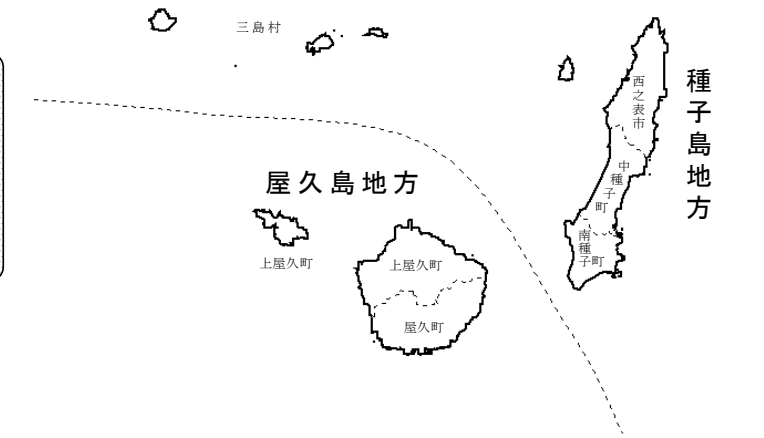 三島村
種子島地方
西之表市
中種子町
南種子町
屋久島地方
上屋久町
上屋久町
屋久町